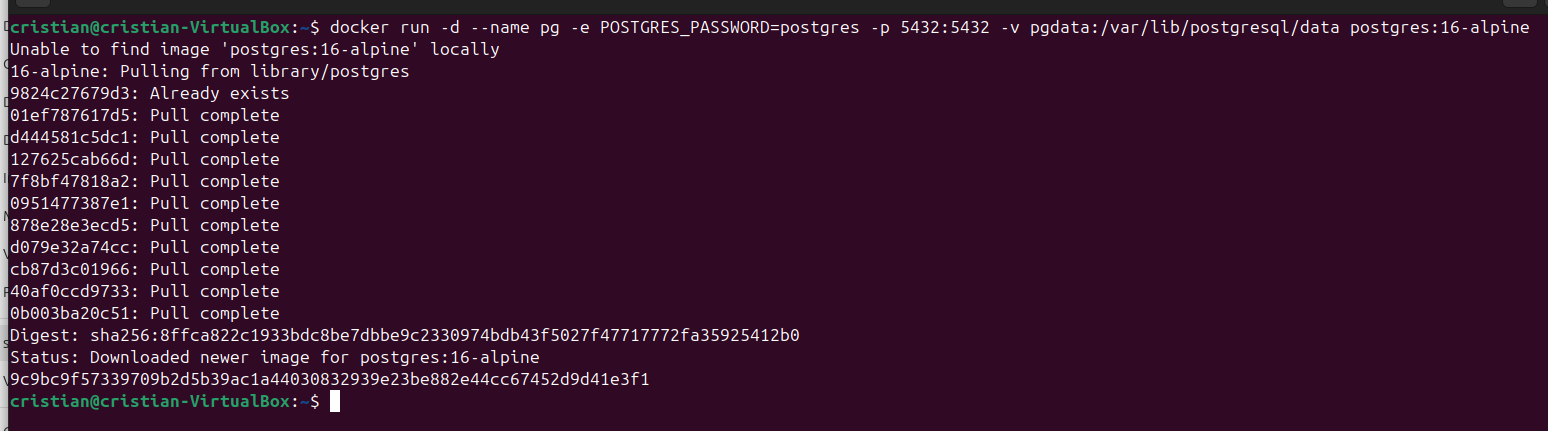 cristian@cristian-VirtualBox:~$ docker run -d --name pg -e POSTGRES_PASSWORD=postgres -p 5432:5432 -v pgdata:/var/lib/postgresql/data postgres:16-alpine
Unable to find image 'postgres:16-alpine' locally
16-alpine: Pulling from library/postgres
9824c27679d3: Already exists
01ef787617d5: Pull complete
d444581c5dc1: Pull complete
127625cab66d: Pull complete
7f8bf47818a2: Pull complete
0951477387e1: Pull complete
878e28e3ecd5: Pull complete
d079e32a74cc: Pull complete
cb87d3c01966: Pull complete
40af0ccd9733: Pull complete
0b003ba20c51: Pull complete
Digest: sha256:8ffca822c1933bdc8be7dbbe9c2330974bdb43f5027f47717772fa35925412b0
Status: Downloaded newer image for postgres:16-alpine
9c9bc9f57339709b2d5b39ac1a44030832939e23be882e44cc67452d9d41e3f1
cristian@cristian-VirtualBox:~$